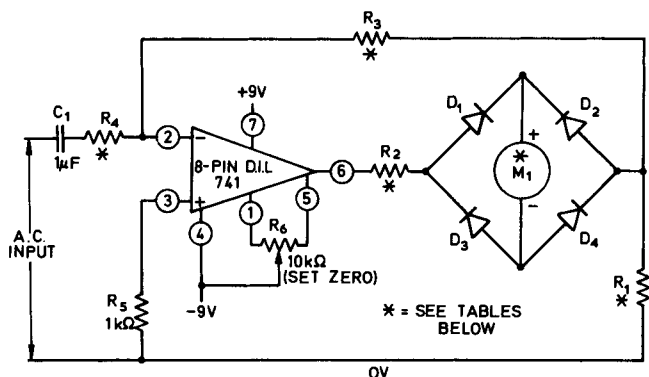 R3
*
D1
D2
+9V
C1
R4
1μF
*
7
2
−
8-PIN D.I.L
741
6
R2
*
+
*
M1
−
3
+
5
1
4
R6
10kΩ
(SET ZERO)
D3
D4
A.C.
INPUT
R5
1kΩ
−9V
* = SEE TABLES
BELOW
R1
*
0V